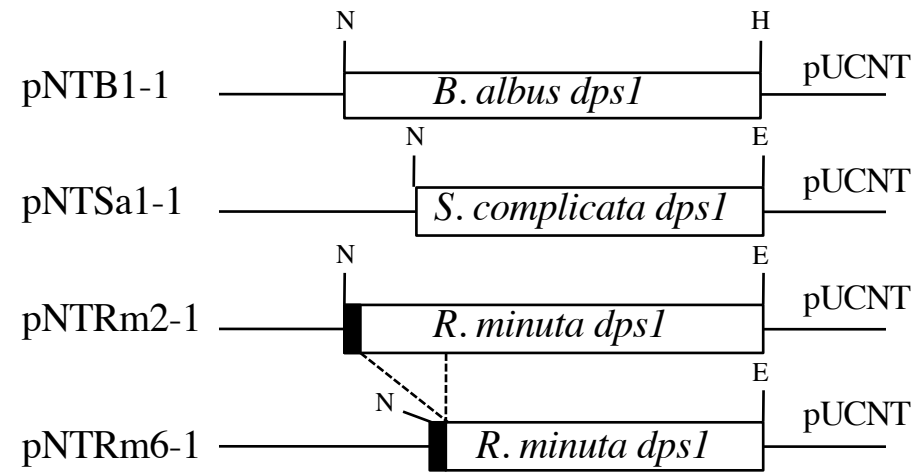 N H
pNTB1-1 B. albus dps1 pUCNT
N E
pNTSa1-1 S. complicata dps1 pUCNT
N E
pNTRm2-1 R. minuta dps1 pUCNT
N E
pNTRm6-1 R. minuta dps1 pUCNT